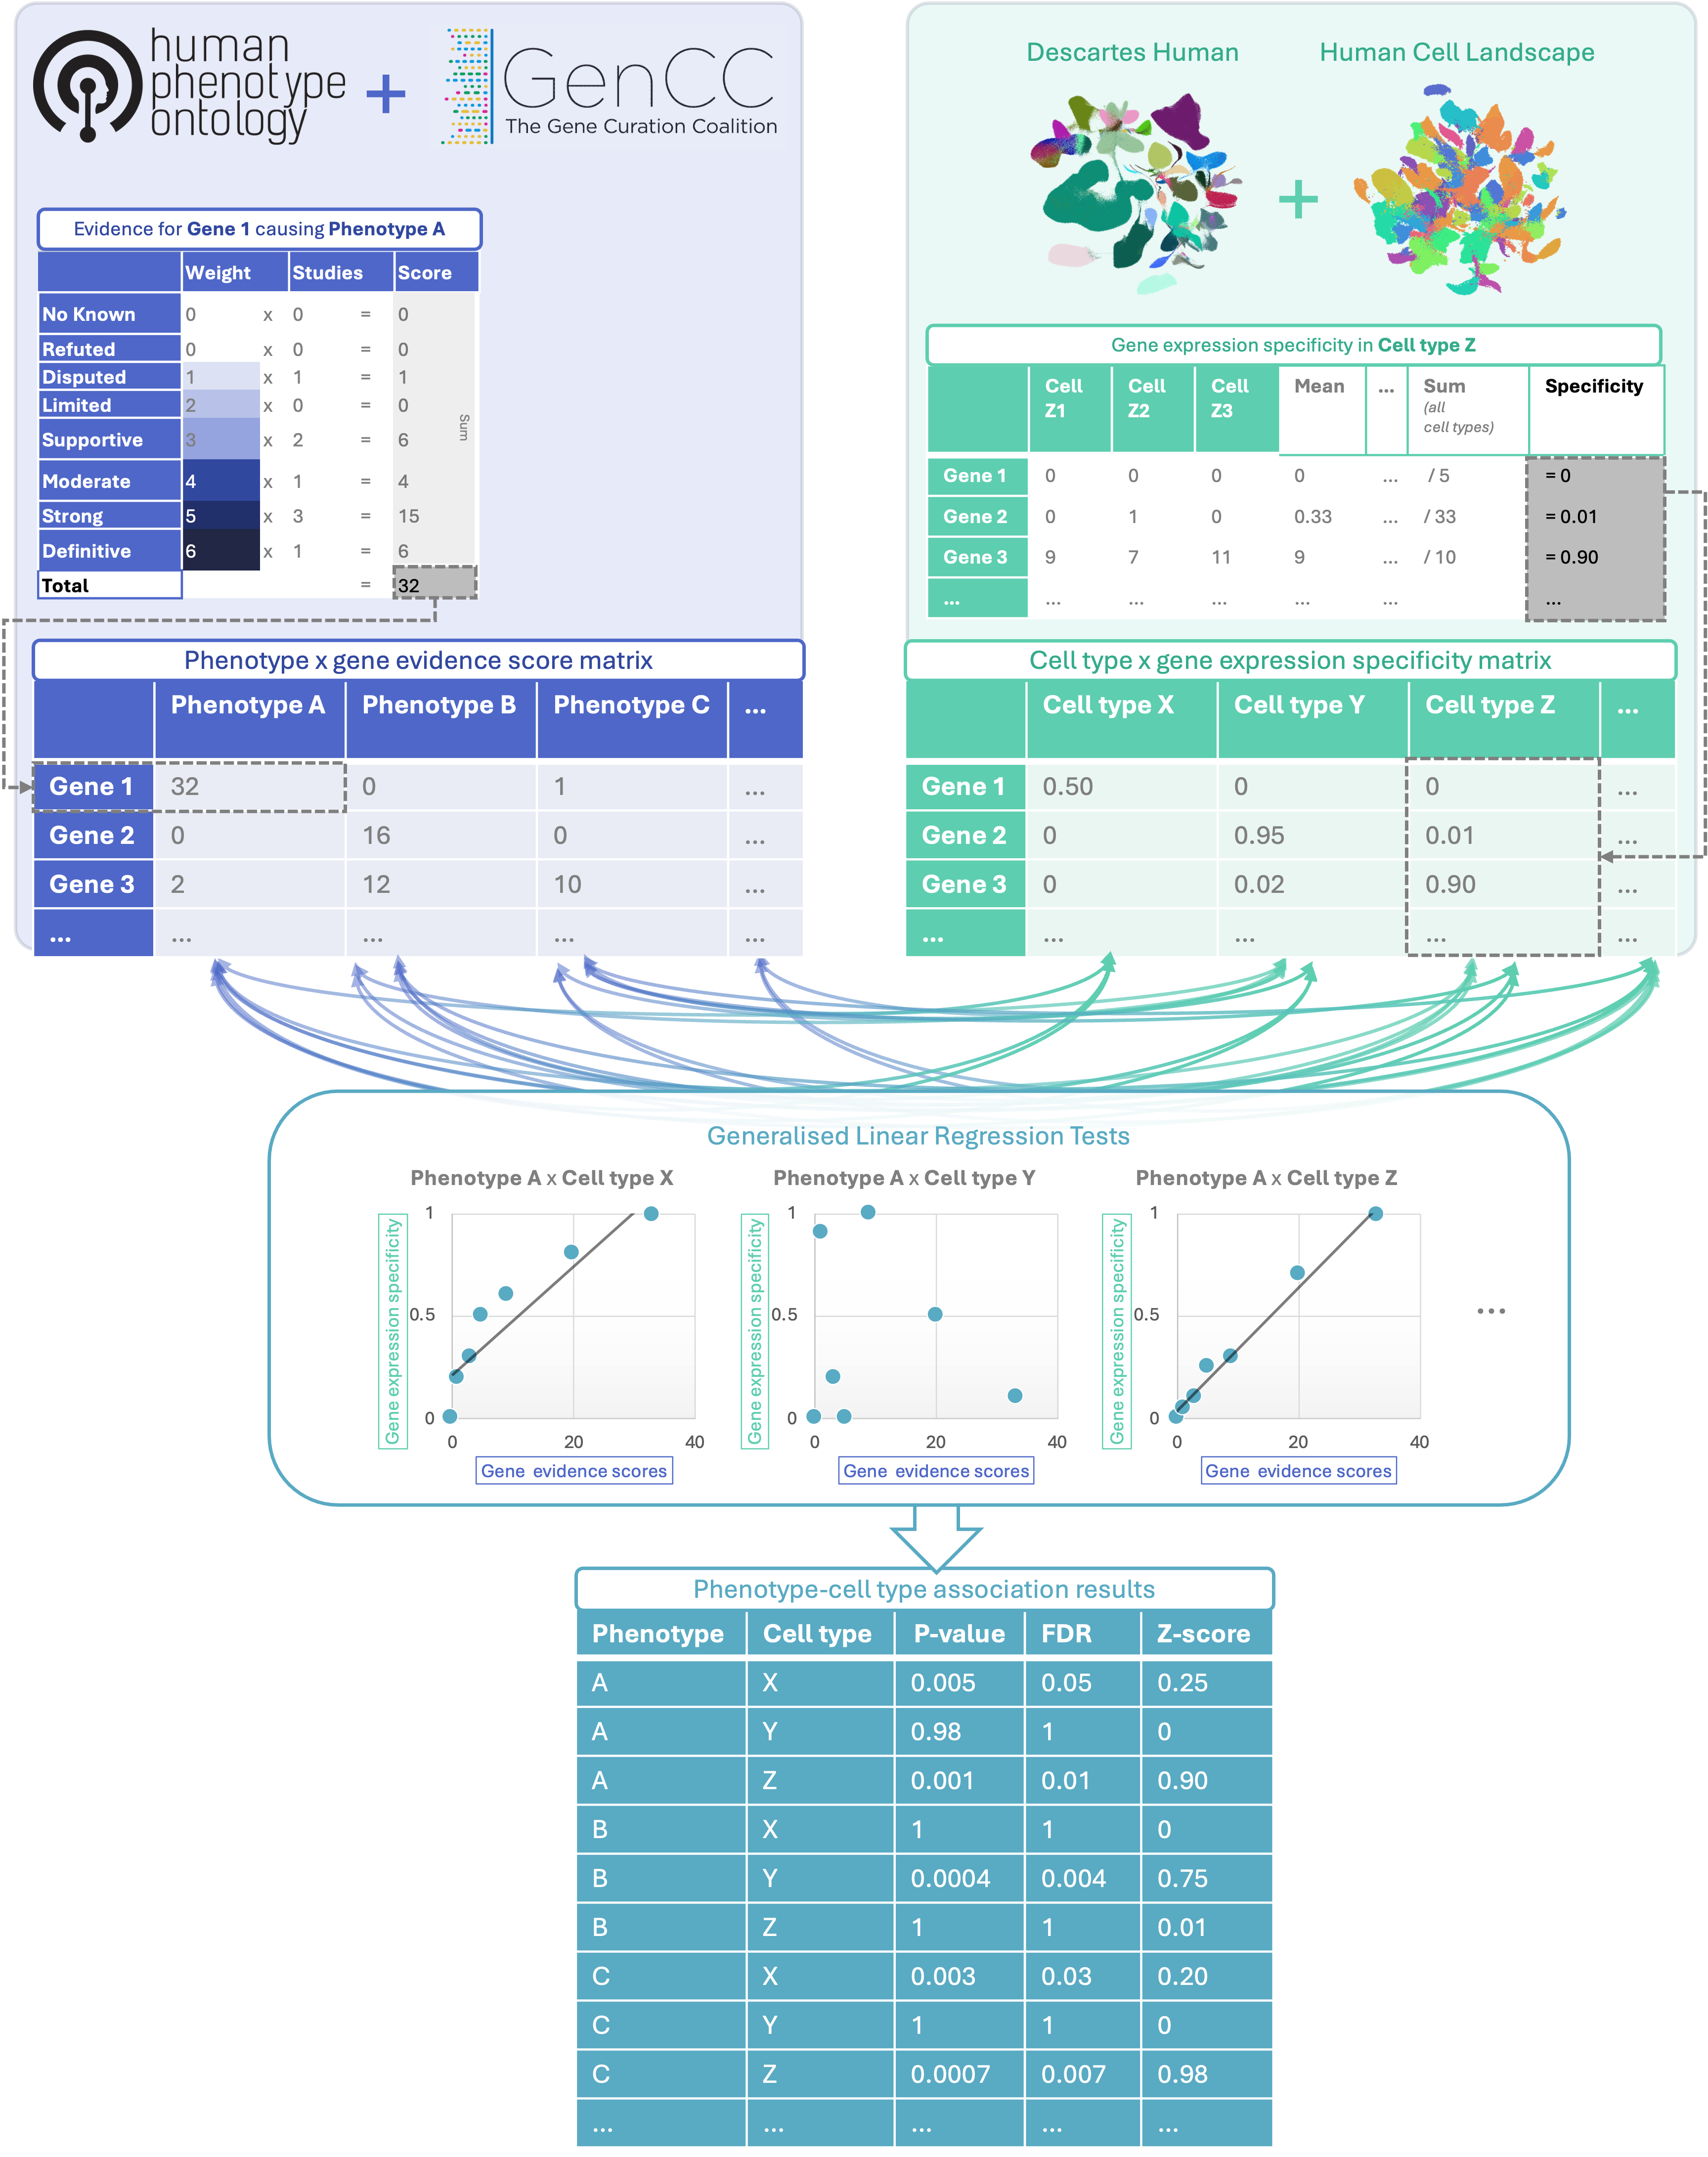 human
phenotype
ontology
+
GenCC
The Gene Curation Coalition
Evidence for Gene 1 causing Phenotype A
Weight Studies Score
No Known 0 x 0 = 0
Refuted 0 x 0 = 0
Disputed 1 x 1 = 1
Limited 2 x 0 = 0
Supportive 3 x 2 = 6
Moderate 4 x 1 = 4
Strong 5 x 3 = 15
Definitive 6 x 1 = 6
Total = 32
Sum
Phenotype x gene evidence score matrix
Phenotype A Phenotype B Phenotype C ...
Gene 1 32 0 1 ...
Gene 2 0 16 0 ...
Gene 3 2 12 10 ...
... ... ... ... ...
Descartes Human Human Cell Landscape
+
Gene expression specificity in Cell type Z
Cell Z1 Cell Z2 Cell Z3 Mean ... Sum (all cell types) Specificity
Gene 1 0 0 0 0 ... / 5 = 0
Gene 2 0 1 0 0.33 ... / 33 = 0.01
Gene 3 9 7 11 9 ... / 10 = 0.90
... ... ... ... ... ... ...
Cell type x gene expression specificity matrix
Cell type X Cell type Y Cell type Z ...
Gene 1 0.50 0 0 ...
Gene 2 0 0.95 0.01 ...
Gene 3 0 0.02 0.90 ...
... ... ... ... ...
Generalised Linear Regression Tests
Phenotype A x Cell type X
Gene expression specificity
1
0.5
0
0 20 40
Gene evidence scores
Phenotype A x Cell type Y
Gene expression specificity
1
0.5
0
0 20 40
Gene evidence scores
Phenotype A x Cell type Z
Gene expression specificity
1
0.5
0
0 20 40
Gene evidence scores
...
Phenotype-cell type association results
Phenotype Cell type P-value FDR Z-score
A X 0.005 0.05 0.25
A Y 0.98 1 0
A Z 0.001 0.01 0.90
B X 1 1 0
B Y 0.0004 0.004 0.75
B Z 1 1 0.01
C X 0.003 0.03 0.20
C Y 1 1 0
C Z 0.0007 0.007 0.98
... ... ... ... ...